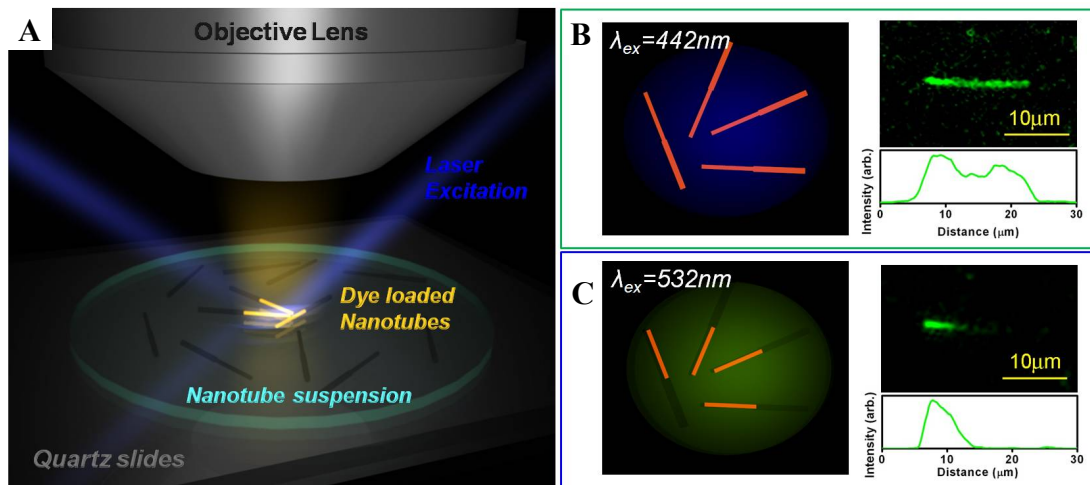 A
Objective Lens
Laser
Excitation
Dye loaded
Nanotubes
Nanotube suspension
Quartz slides
B
λex=442nm
10μm
Intensity (arb.)
0 10 20 30
Distance (μm)
C
λex=532nm
10μm
Intensity (arb.)
0 10 20 30
Distance (μm)